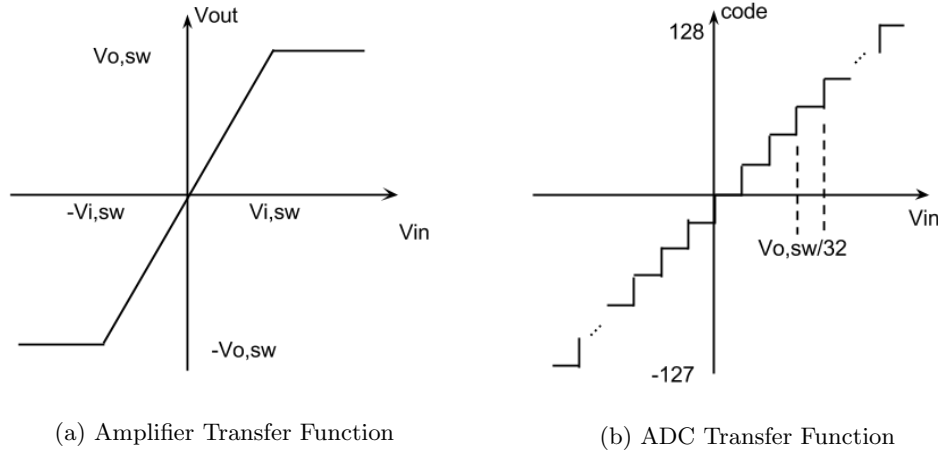 Vout
Vo,sw
-Vi,sw
Vi,sw
Vin
-Vo,sw
(a) Amplifier Transfer Function
code
128
Vin
Vo,sw/32
-127
(b) ADC Transfer Function